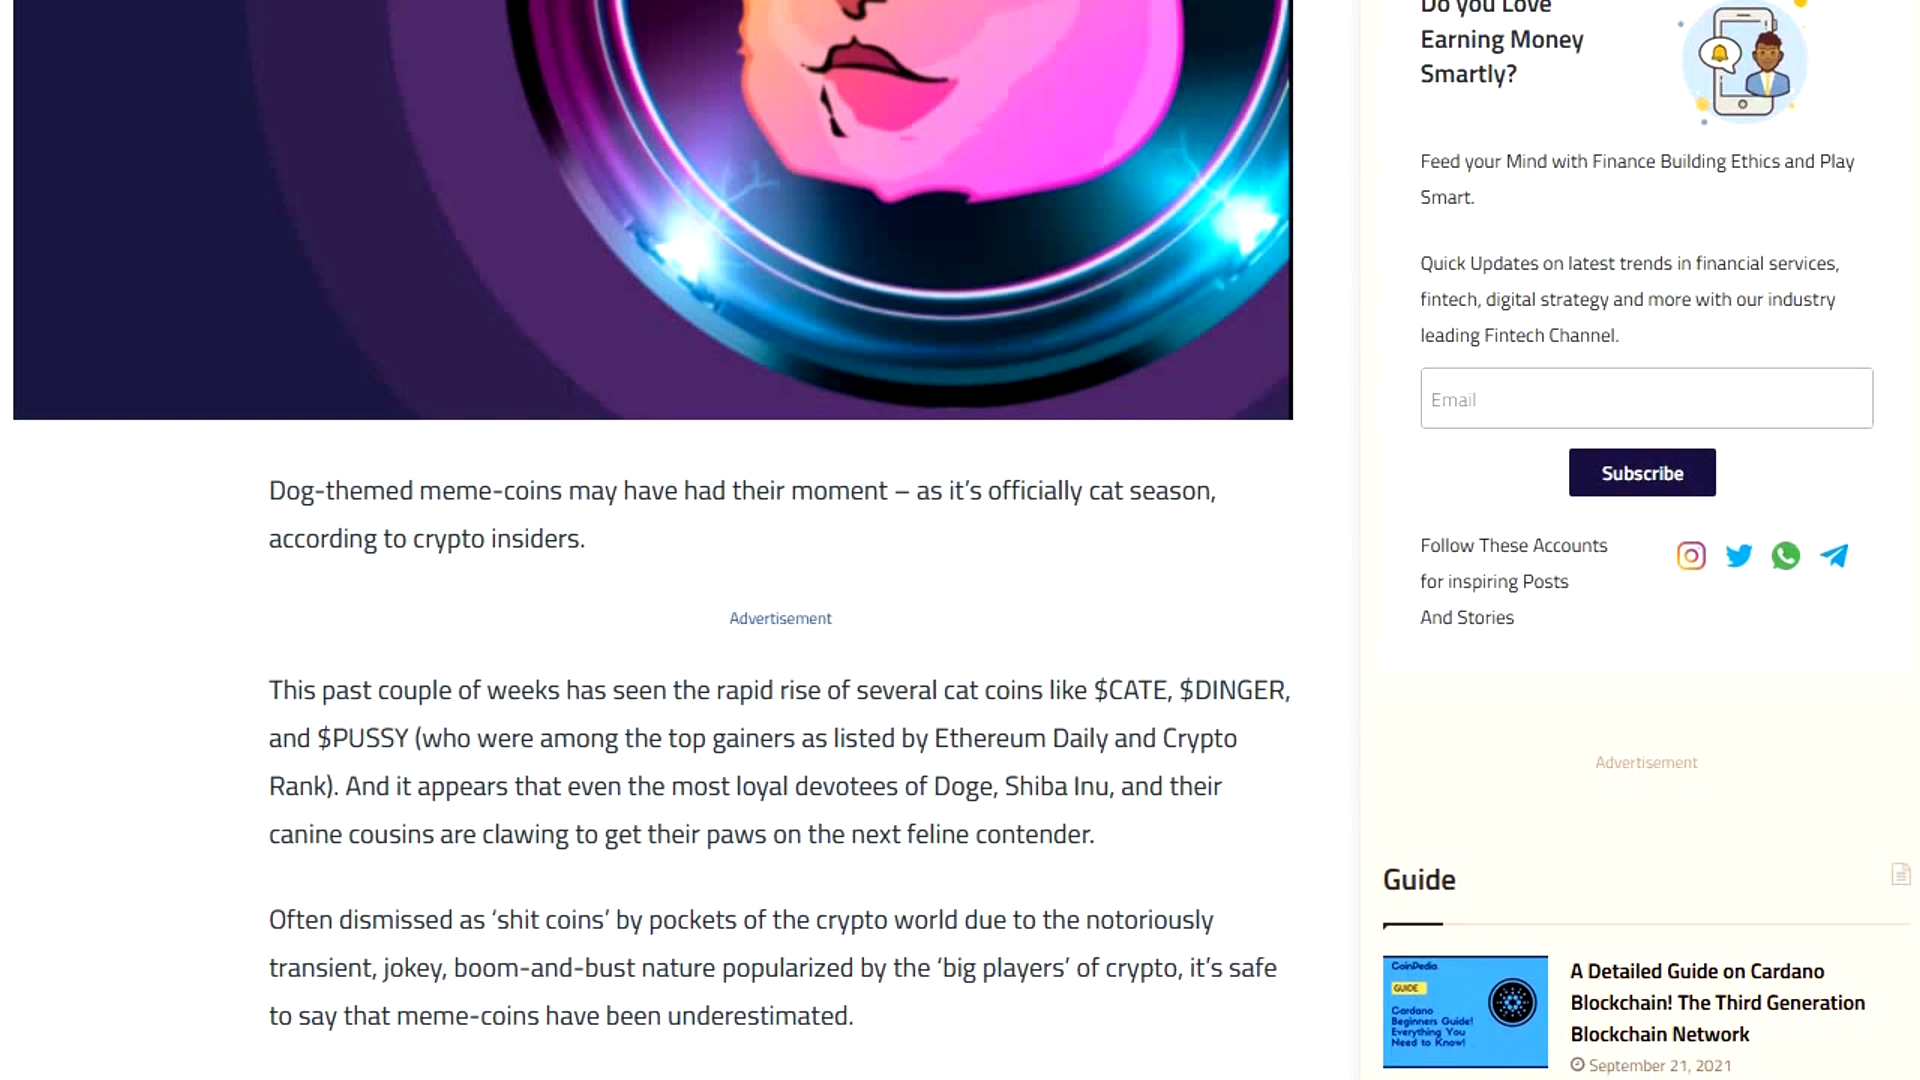 Do you Love
Earning Money
Smartly?
Feed your Mind with Finance Building Ethics and Play
Smart.
Quick Updates on latest trends in financial services,
fintech, digital strategy and more with our industry
leading Fintech Channel.
Email
Subscribe
Follow These Accounts
for inspiring Posts
And Stories
Advertisement
Guide
CoinPedia
GUIDE
Cardano
Beginners Guide!
Everything You
Need to Know!
A Detailed Guide on Cardano
Blockchain! The Third Generation
Blockchain Network
September 21, 2021
Dog-themed meme-coins may have had their moment – as it’s officially cat season,
according to crypto insiders.
Advertisement
This past couple of weeks has seen the rapid rise of several cat coins like $CATE, $DINGER,
and $PUSSY (who were among the top gainers as listed by Ethereum Daily and Crypto
Rank). And it appears that even the most loyal devotees of Doge, Shiba Inu, and their
canine cousins are clawing to get their paws on the next feline contender.
Often dismissed as ‘shit coins’ by pockets of the crypto world due to the notoriously
transient, jokey, boom-and-bust nature popularized by the ‘big players’ of crypto, it’s safe
to say that meme-coins have been underestimated.